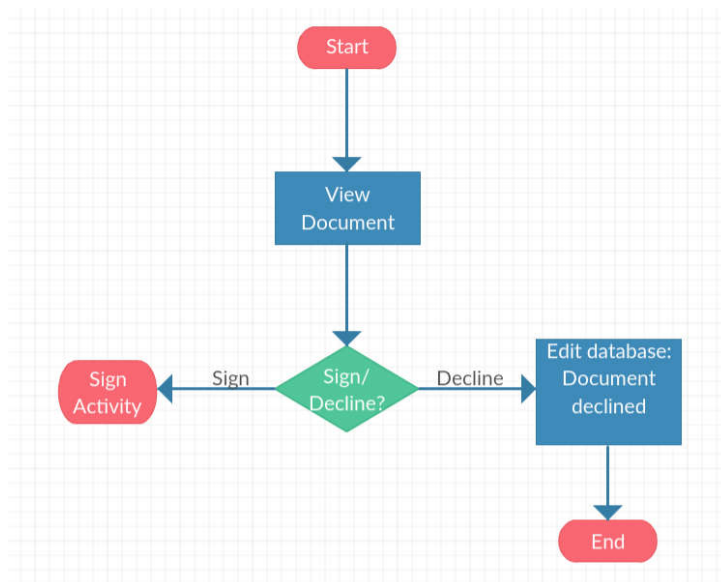 Start
View
Document
Sign/
Decline?
Sign
Sign
Activity
Decline
Edit database:
Document
declined
End